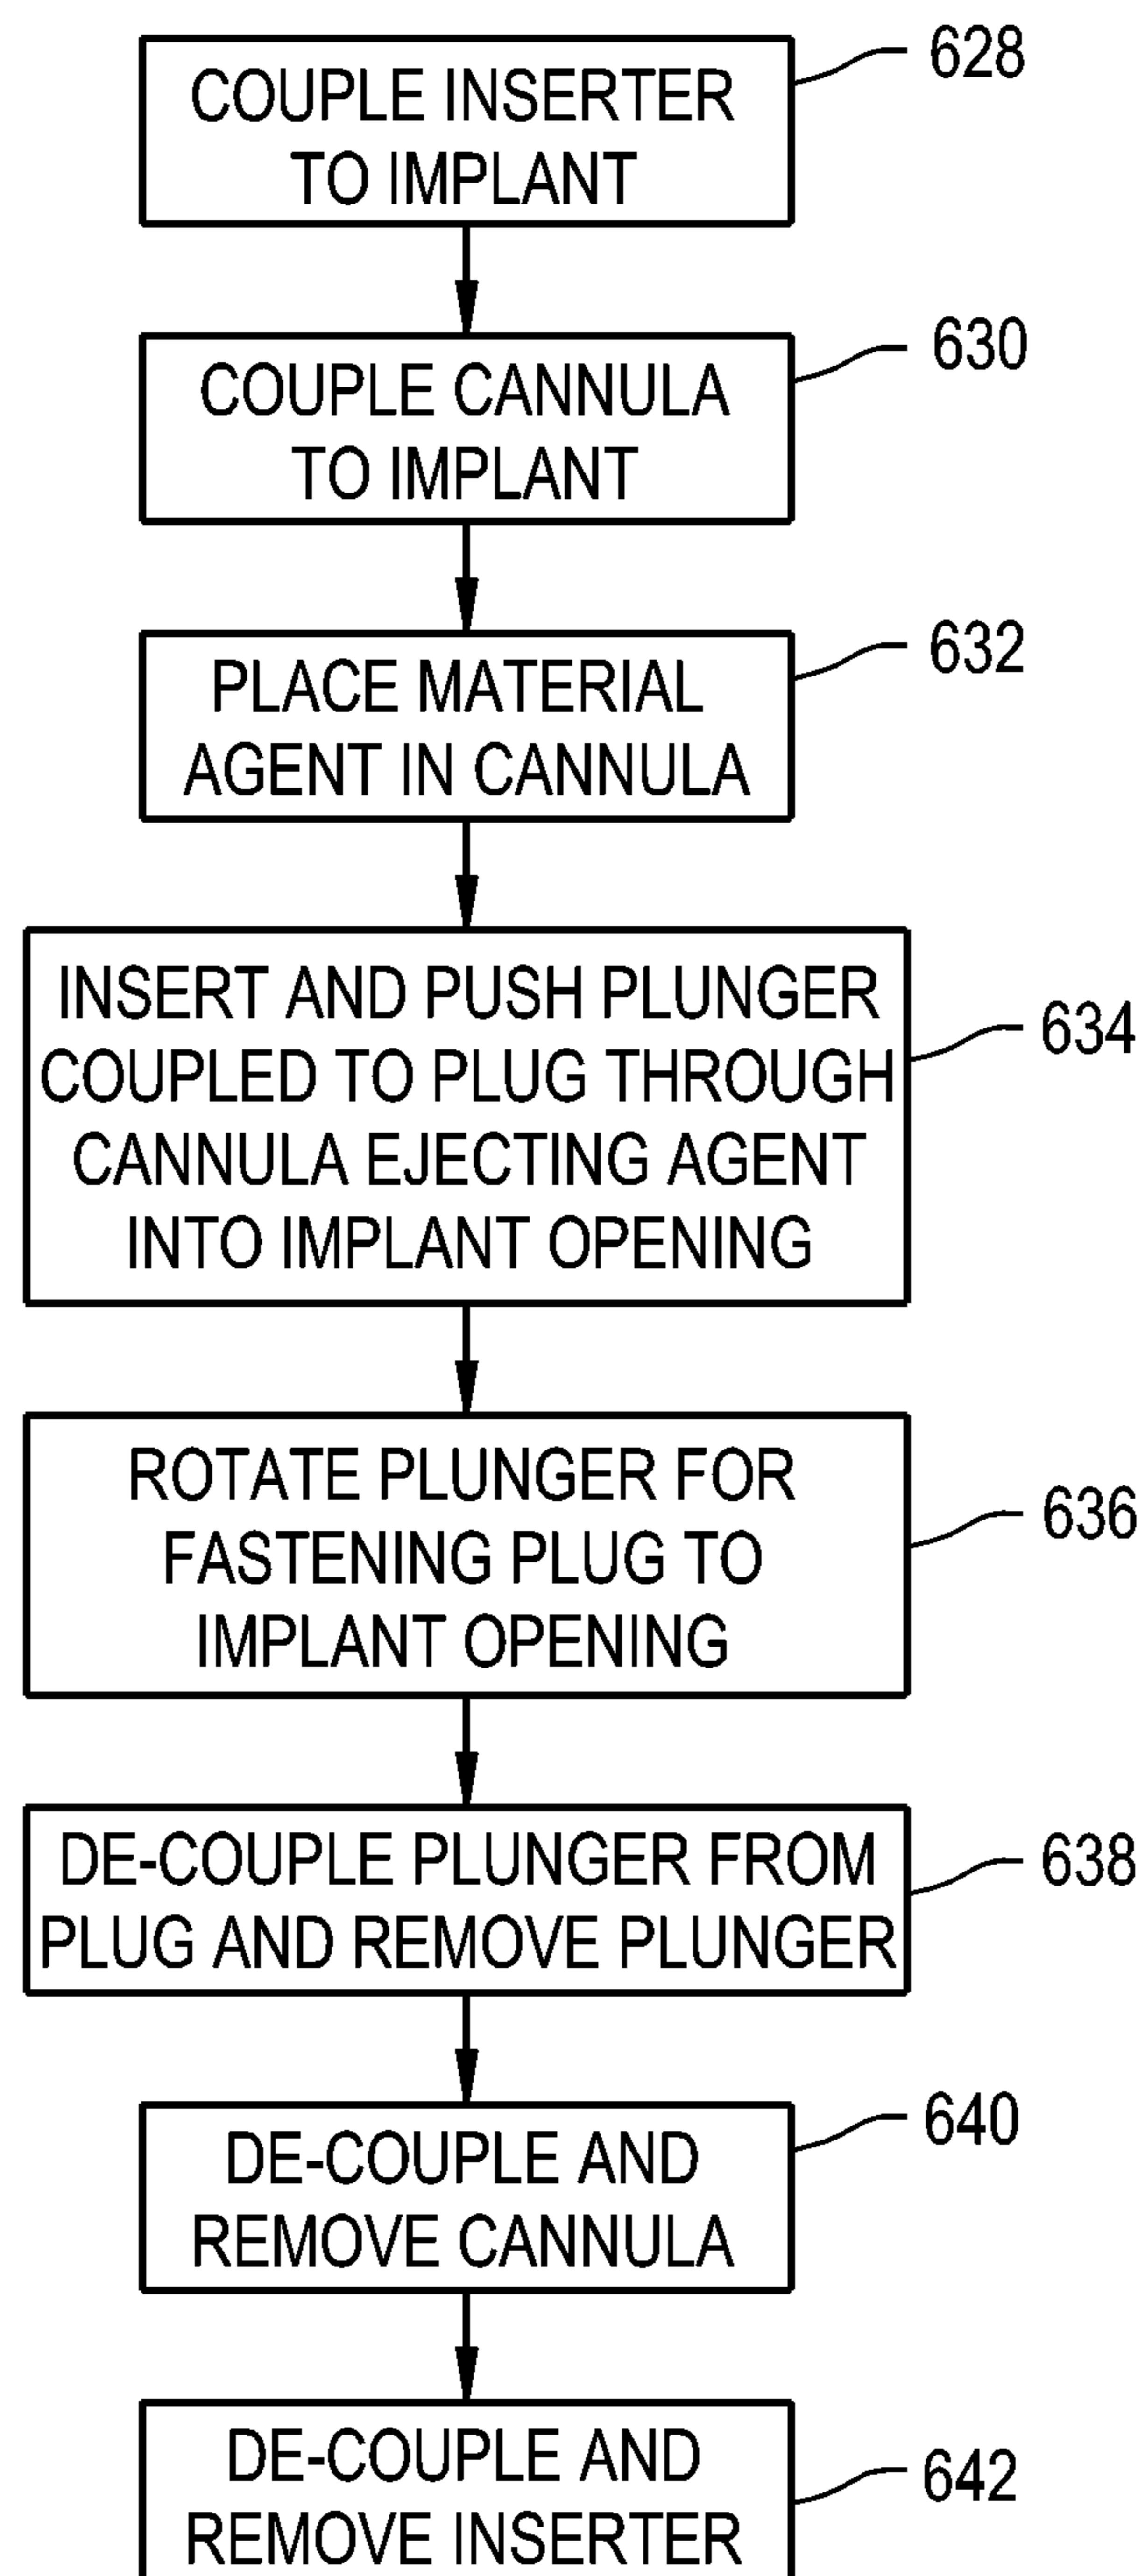 COUPLE INSERTER
TO IMPLANT
628
COUPLE CANNULA
TO IMPLANT
630
PLACE MATERIAL
AGENT IN CANNULA
632
INSERT AND PUSH PLUNGER
COUPLED TO PLUG THROUGH
CANNULA EJECTING AGENT
INTO IMPLANT OPENING
634
ROTATE PLUNGER FOR
FASTENING PLUG TO
IMPLANT OPENING
636
DE-COUPLE PLUNGER FROM
PLUG AND REMOVE PLUNGER
638
DE-COUPLE AND
REMOVE CANNULA
640
DE-COUPLE AND
REMOVE INSERTER
642